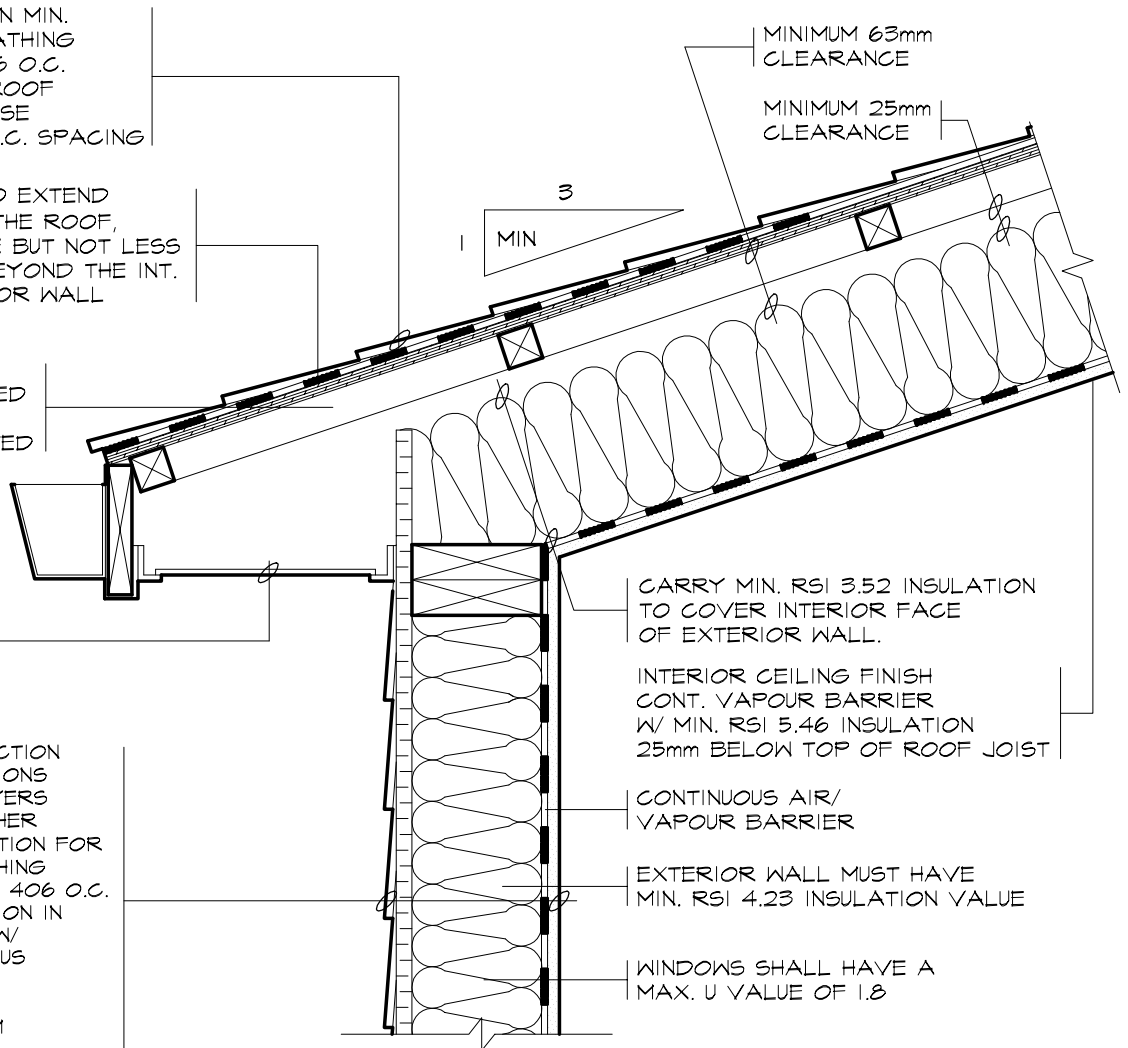 N MIN.
ATHING
O.C.
ROOF
SE
.C. SPACING
D EXTEND
THE ROOF,
E BUT NOT LESS
EYOND THE INT.
OR WALL
ED
ED
CTION
ONS
YERS
HER
TION FOR
HING
406 O.C.
ON IN
W/
US
MINIMUM 63mm
CLEARANCE
MINIMUM 25mm
CLEARANCE
3
1
MIN
CARRY MIN. RSI 3.52 INSULATION
TO COVER INTERIOR FACE
OF EXTERIOR WALL.
INTERIOR CEILING FINISH
CONT. VAPOUR BARRIER
W/ MIN. RSI 5.46 INSULATION
25mm BELOW TOP OF ROOF JOIST
CONTINUOUS AIR/
VAPOUR BARRIER
EXTERIOR WALL MUST HAVE
MIN. RSI 4.23 INSULATION VALUE
WINDOWS SHALL HAVE A
MAX. U VALUE OF 1.8